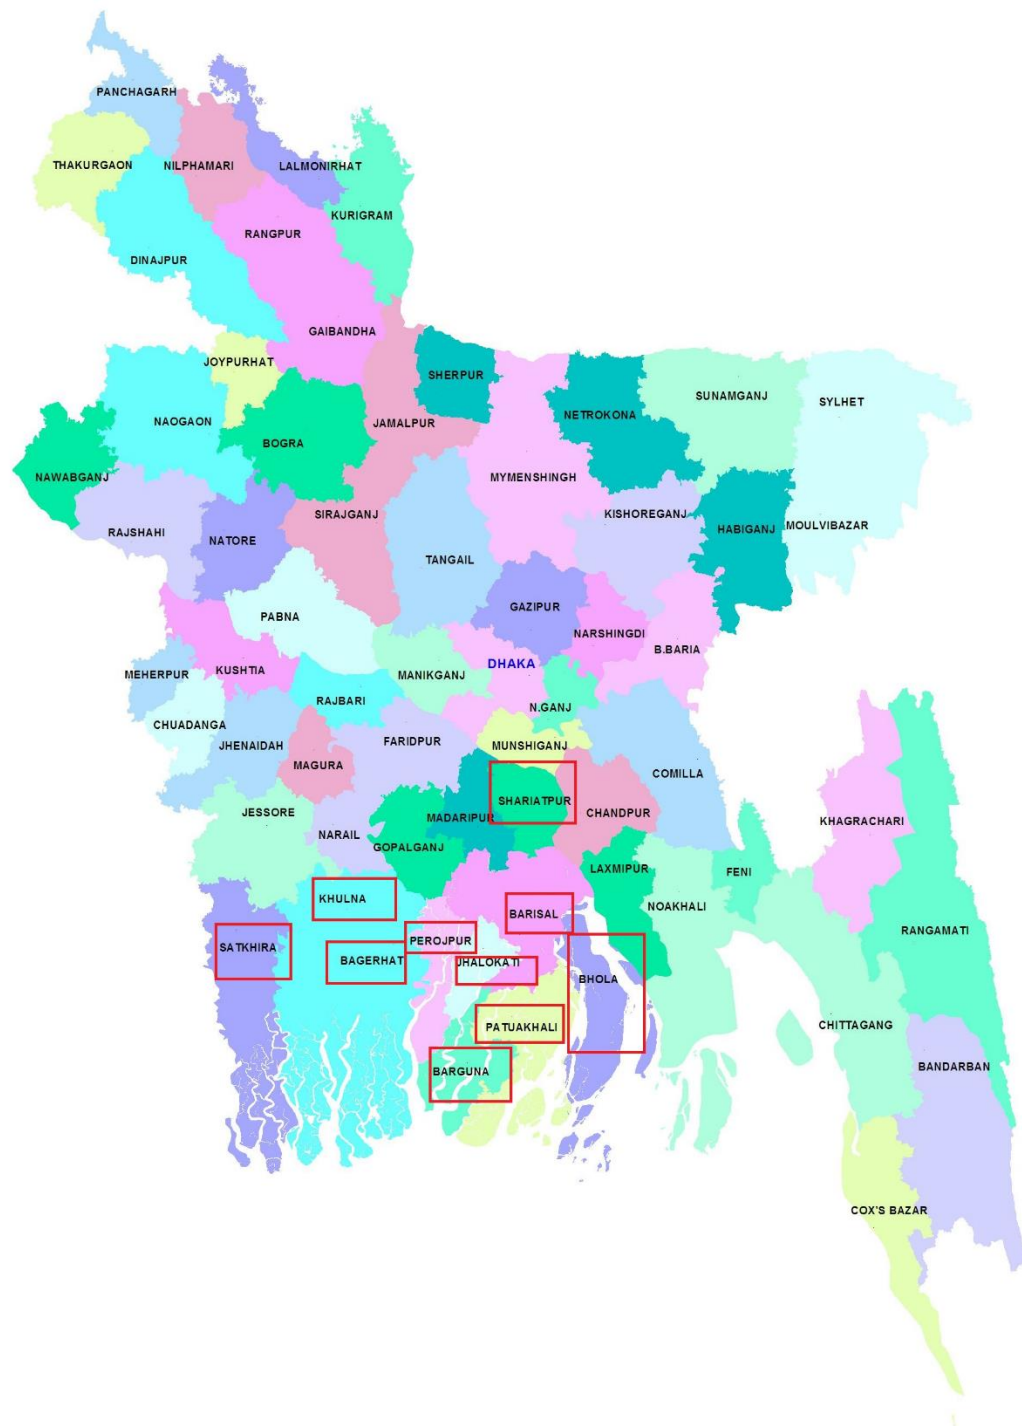 PANCHAGARH
THAKURGAON
NILPHAMARI
LALMONIRHAT
KURIGRAM
RANGPUR
DINAJPUR
GAIBANDHA
JOYPURHAT
SHERPUR
NAOGAON
JAMALPUR
NETROKONA
SUNAMGANJ
SYLHET
BOGRA
NAWABGANJ
MYMENSHINGH
RAJSHAHI
SIRAJGANJ
KISHOREGANJ
HABIGANJ
MOULVIBAZAR
NATORE
TANGAIL
GAZIPUR
PABNA
NARSHINGDI
B.BARIA
DHAKA
MEHERPUR
KUSHTIA
MANIKGANJ
RAJBARI
N.GANJ
CHUADANGA
JHENAIDAH
FARIDPUR
MUNSHIGANJ
MAGURA
COMILLA
SHARIATPUR
JESSORE
MADARIPUR
CHANDPUR
KHAGRACHARI
NARAIL
GOPALGANJ
LAXMIPUR
FENI
KHULNA
NOAKHALI
BARISAL
RANGAMATI
SATKHIRA
PEROJPUR
BAGERHAT
JHALOKATI
BHOLA
PATUAKHALI
CHITTAGANG
BARGUNA
BANDARBAN
COX'S BAZAR